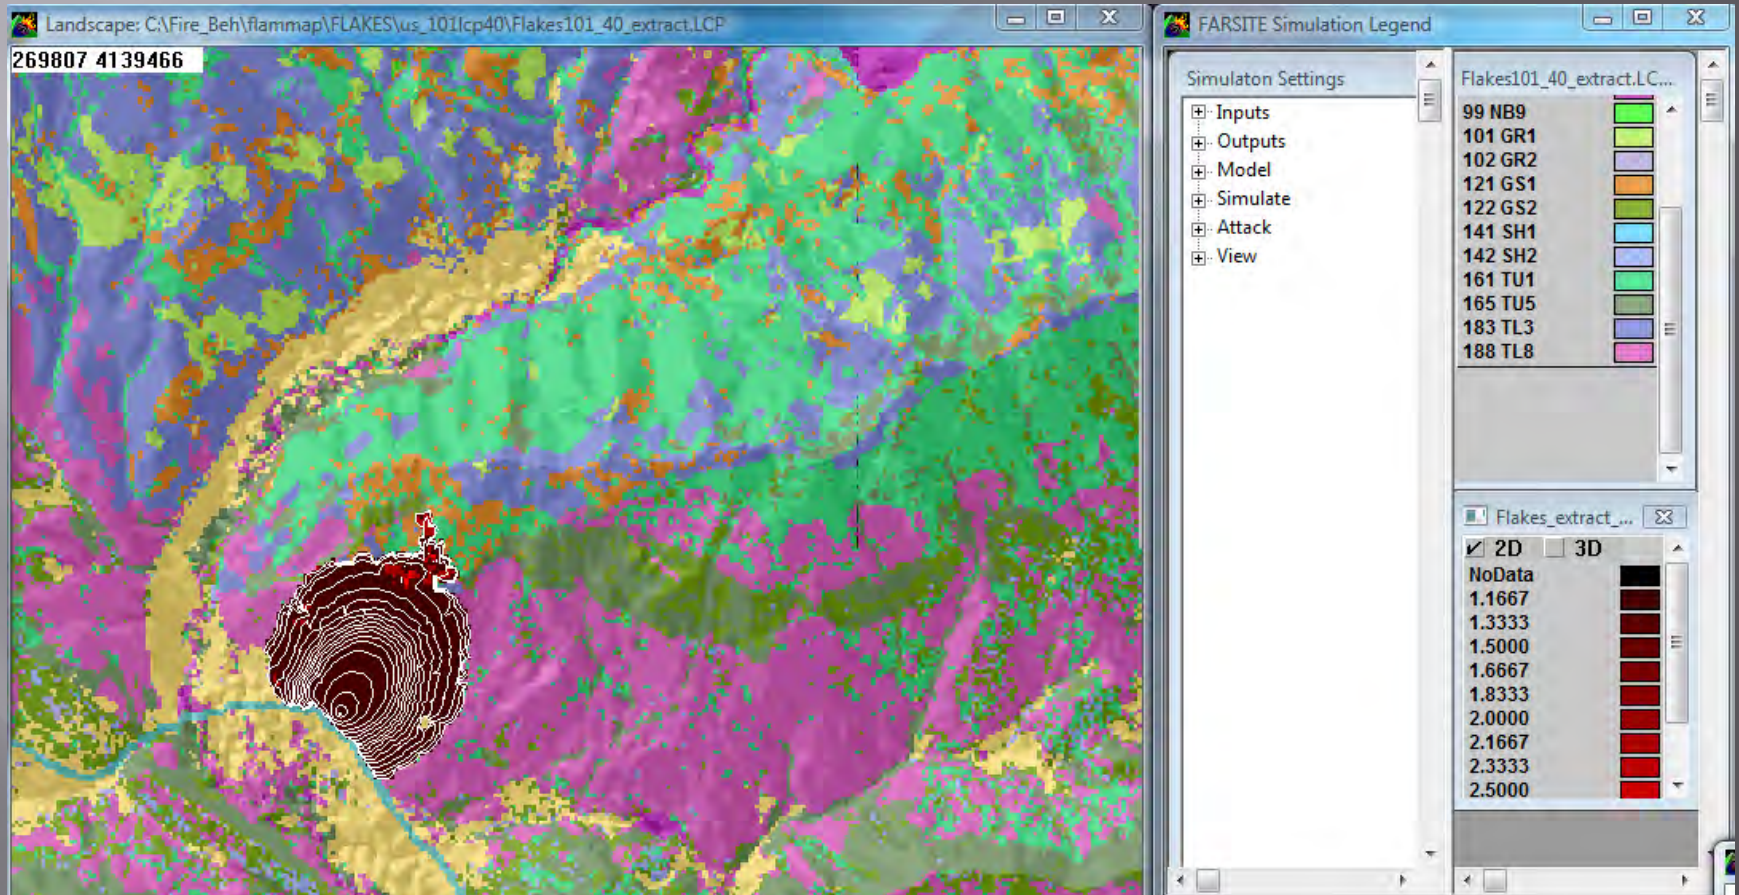 Landscape: C:\Fire_Beh\flammap\FLAKES\us_101lcp40\Flakes101_40_extract.LCP
269807 4139466
FARSITE Simulation Legend
Simulaton Settings
Inputs
Outputs
Model
Simulate
Attack
View
Flakes101_40_extract.LC...
99 NB9
101 GR1
102 GR2
121 GS1
122 GS2
141 SH1
142 SH2
161 TU1
165 TU5
183 TL3
188 TL8
Flakes_extract_...
2D 3D
NoData
1.1667
1.3333
1.5000
1.6667
1.8333
2.0000
2.1667
2.3333
2.5000